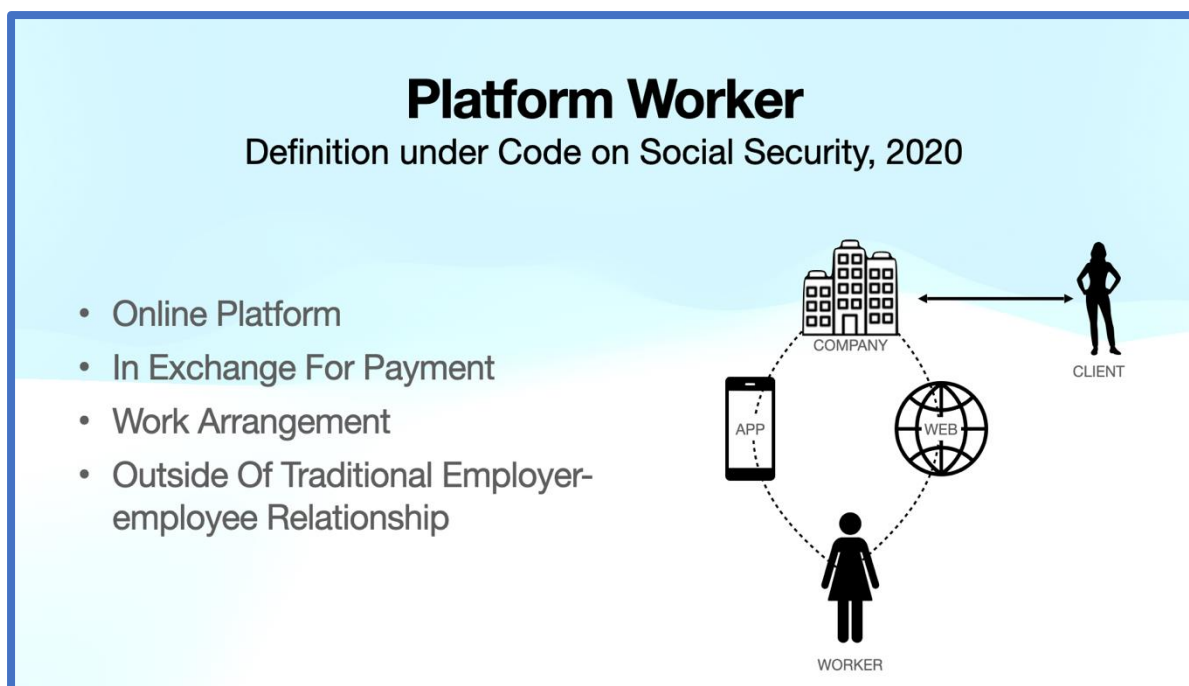 Platform Worker
Definition under Code on Social Security, 2020
• Online Platform
• In Exchange For Payment
• Work Arrangement
• Outside Of Traditional Employer-
employee Relationship
COMPANY
CLIENT
APP
WEB
WORKER